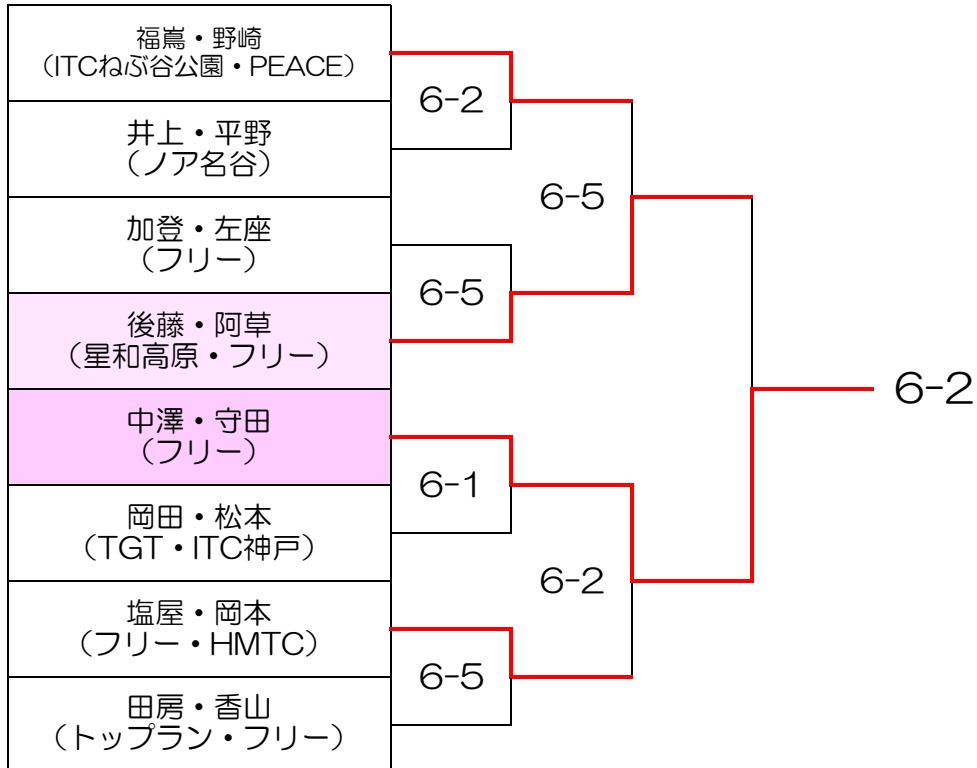 福嶌・野崎
（ITCねぶ谷公園・PEACE）
井上・平野
（ノア名谷）
加登・左座
（フリー）
後藤・阿草
（星和高原・フリー）
中澤・守田
（フリー）
岡田・松本
（TGT・ITC神戸）
塩屋・岡本
（フリー・HMTC）
田房・香山
（トップラン・フリー）
6-2
6-5
6-1
6-5
6-5
6-2
6-2